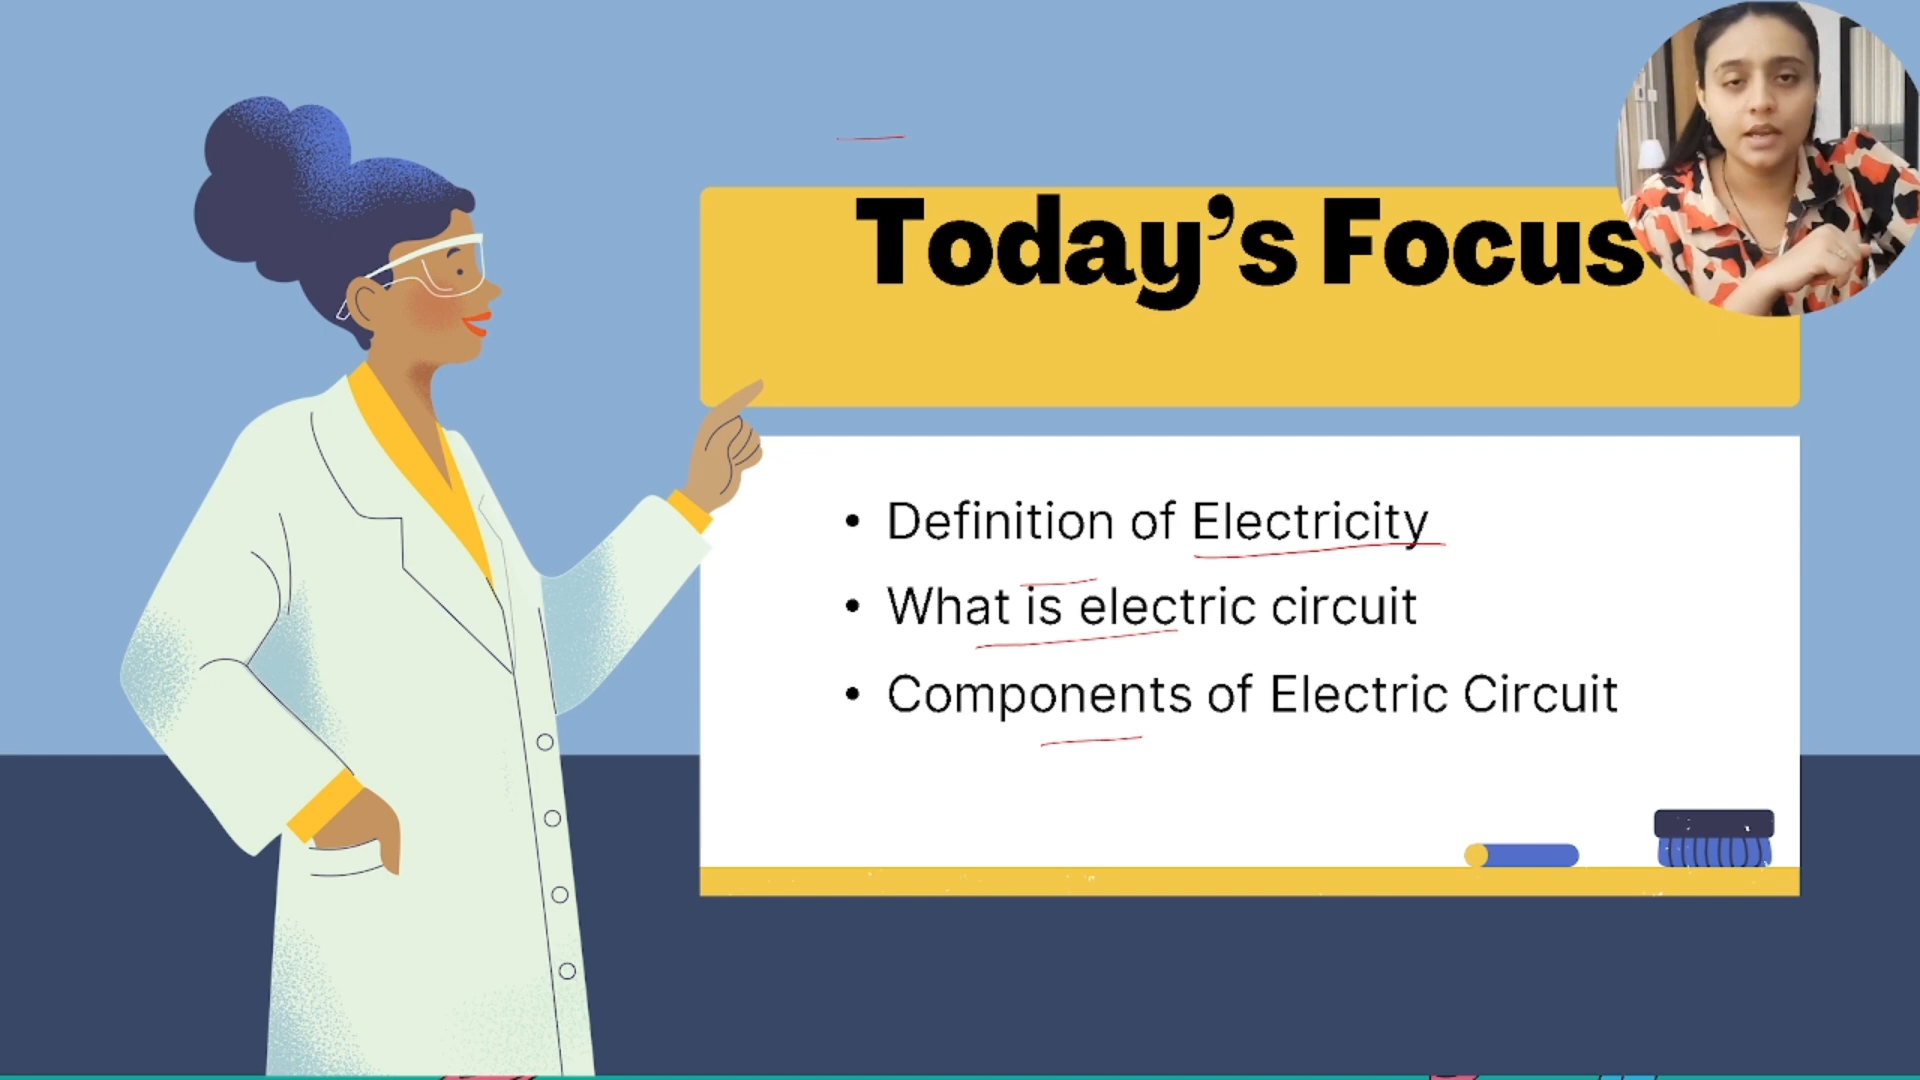 Today’s Focus
• Definition of Electricity
• What is electric circuit
• Components of Electric Circuit